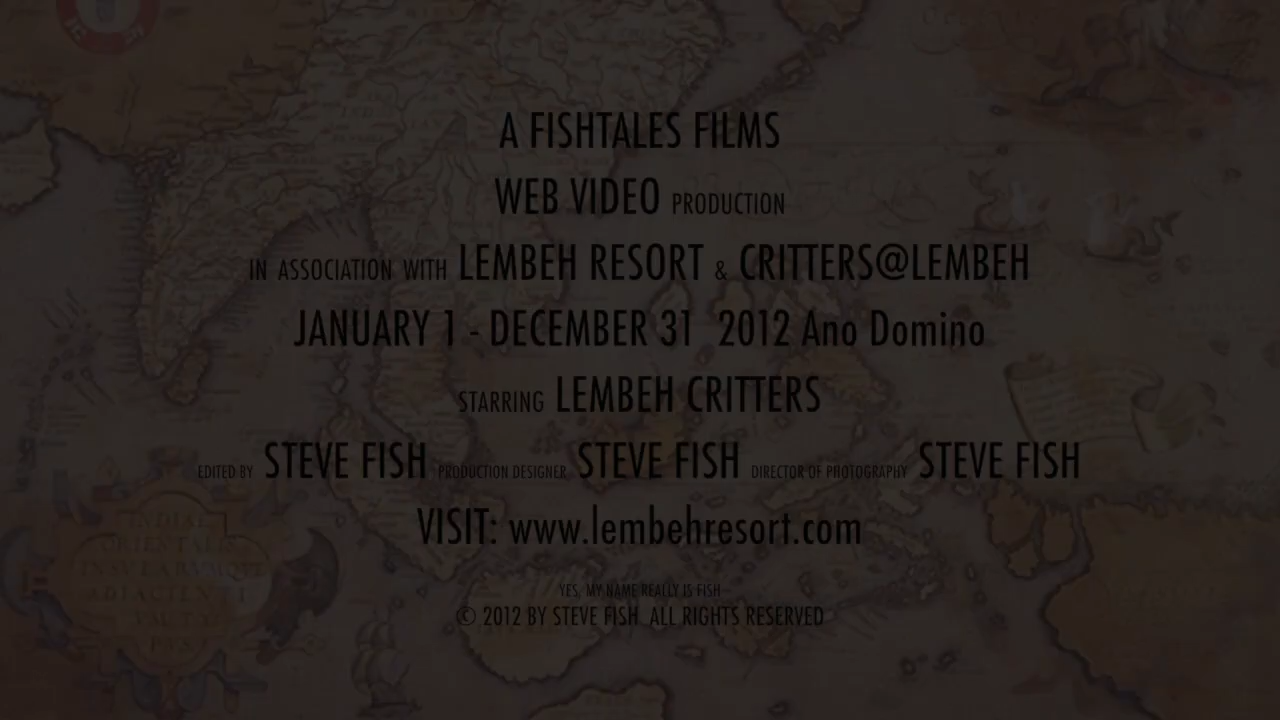 A FISHTALES FILMS
WEB VIDEO PRODUCTION
IN ASSOCIATION WITH LEMBEH RESORT & CRITTERS@LEMBEH
JANUARY 1 - DECEMBER 31 2012 Ano Domino
STARRING LEMBEH CRITTERS
EDITED BY STEVE FISH PRODUCTION DESIGNER STEVE FISH DIRECTOR OF PHOTOGRAPHY STEVE FISH
VISIT: www.lembehresort.com
YES, MY NAME REALLY IS FISH
© 2012 BY STEVE FISH ALL RIGHTS RESERVED
INDIAE
ORIENTALIS